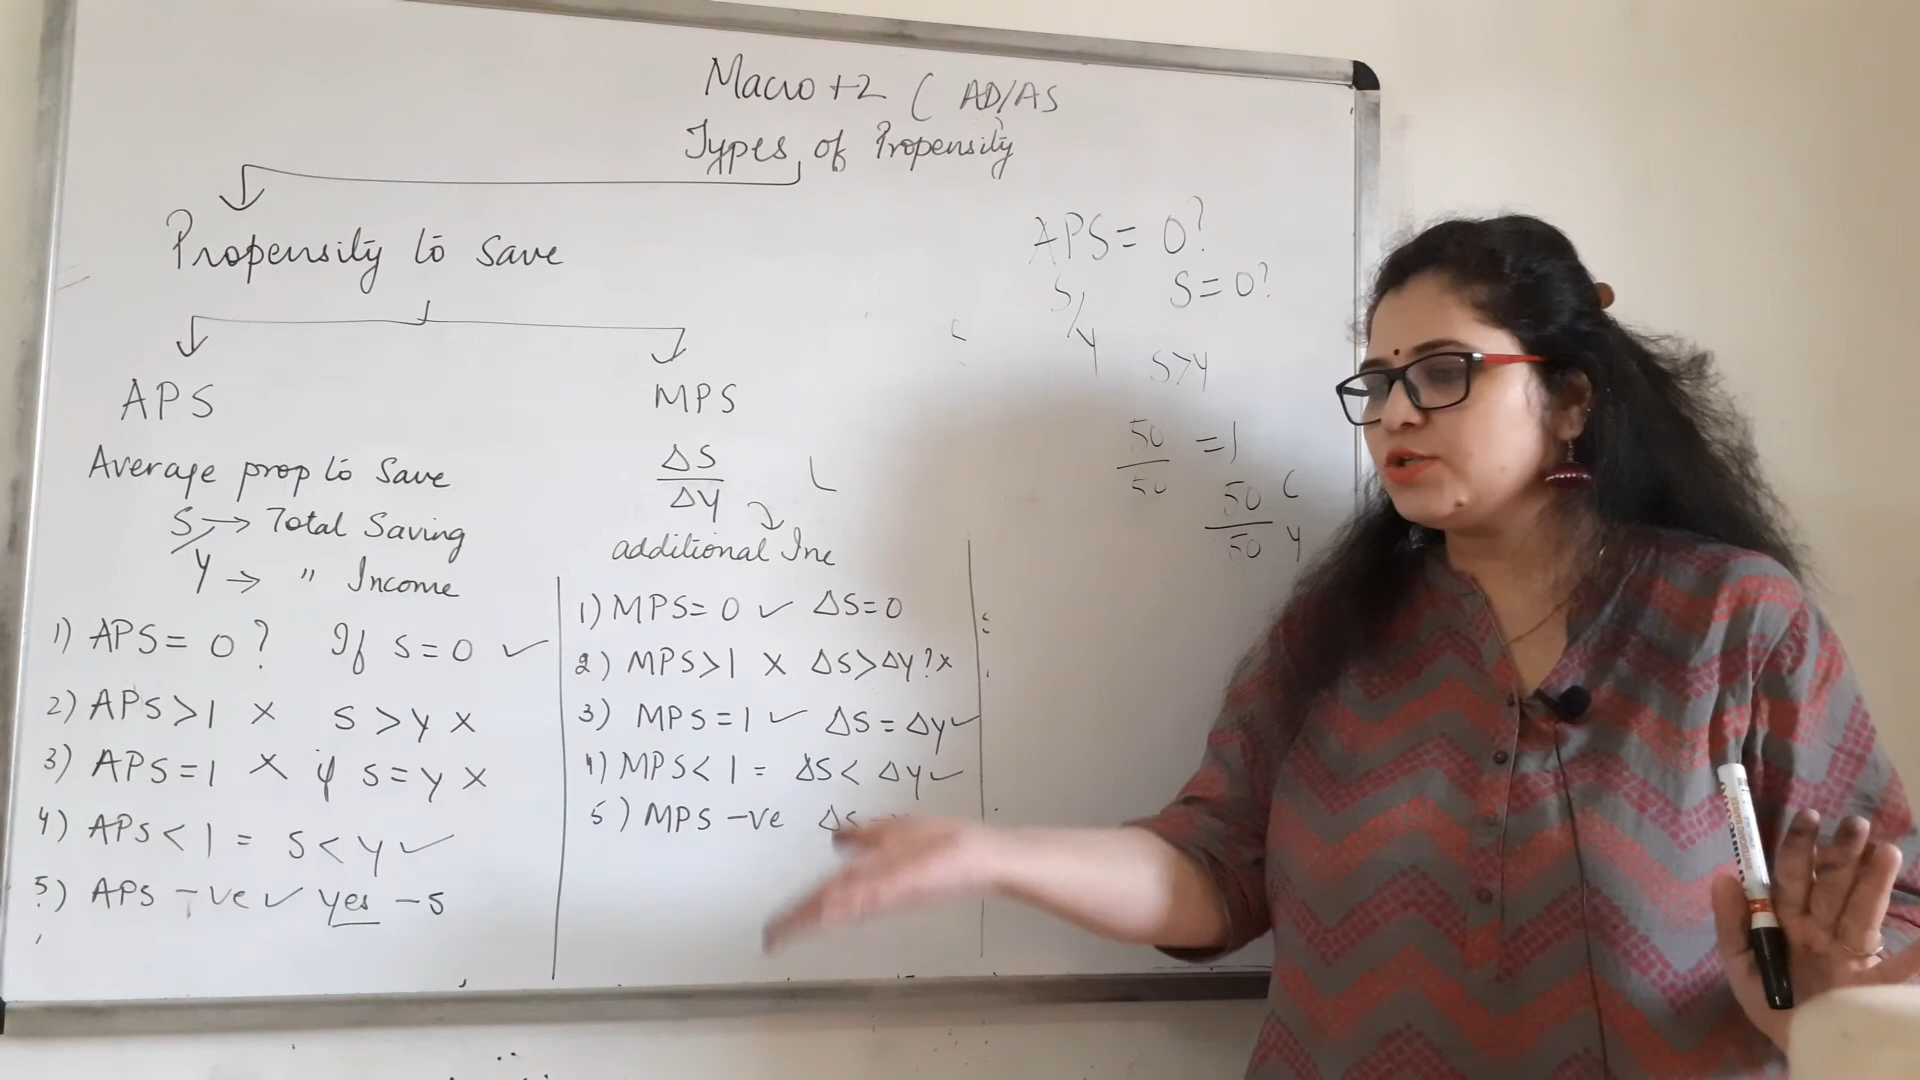 Macro +2 ( AD/AS
Types of Propensity
Propensity to save
APS
Average prop to save
S/ → Total Saving
Y → " Income
1) APS = 0 ? If S = 0 ✓
2) APS > 1 × S > Y ×
3) APS = 1 × if S = Y ×
4) APS < 1 = S < Y ✓
5) APS -ve ✓ Yes - S
MPS
ΔS
ΔY
additional Inc
1) MPS = 0 ✓ ΔS = 0
2) MPS > 1 × ΔS > ΔY ? ×
3) MPS = 1 ✓ ΔS = ΔY ✓
4) MPS < 1 = ΔS < ΔY ✓
5) MPS -ve ΔS
APS = 0?
S/ S = 0?
Y
S > Y
50
50 = 1
50 C
50 Y